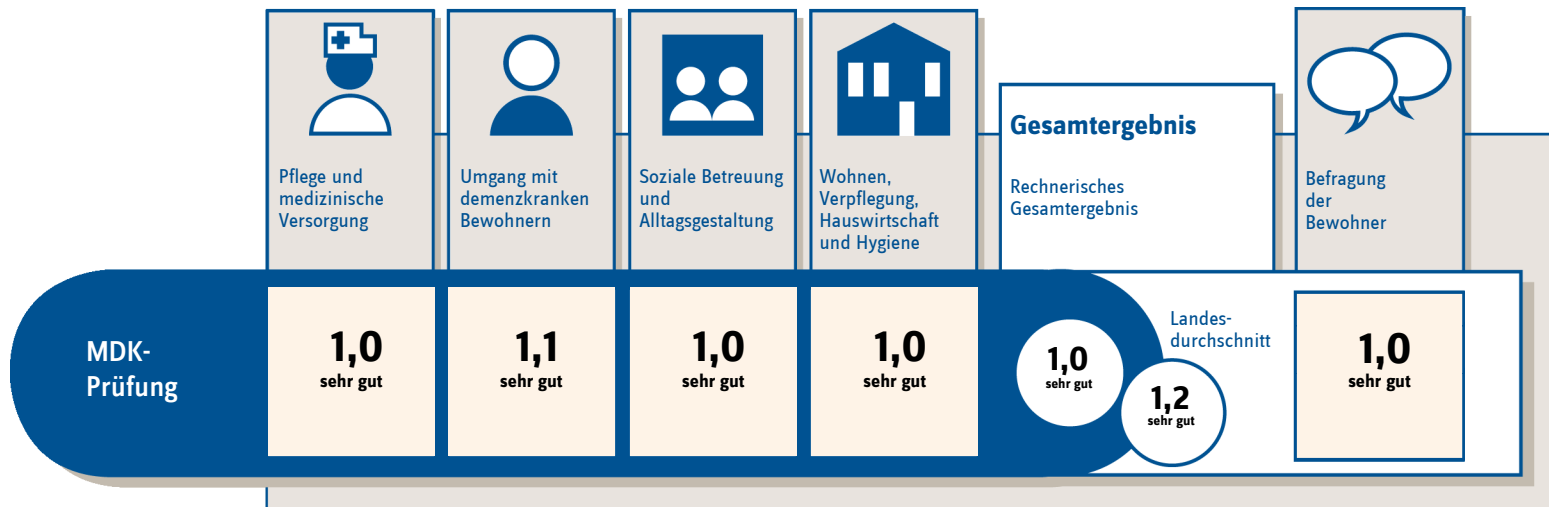 Pflege und
medizinische
Versorgung
Umgang mit
demenzkranken
Bewohnern
Soziale Betreuung
und
Alltagsgestaltung
Wohnen,
Verpflegung,
Hauswirtschaft
und Hygiene
Gesamtergebnis
Rechnerisches
Gesamtergebnis
Befragung
der
Bewohner
MDK-
Prüfung
1,0
sehr gut
1,1
sehr gut
1,0
sehr gut
1,0
sehr gut
1,0
sehr gut
Landes-
durchschnitt
1,2
sehr gut
1,0
sehr gut